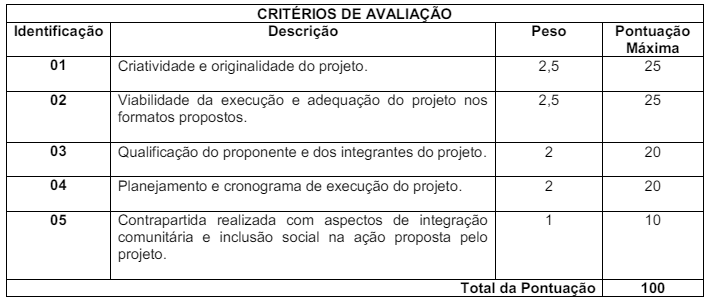 CRITÉRIOS DE AVALIAÇÃO
Identificação Descrição Peso Pontuação
Máxima
01 Criatividade e originalidade do projeto. 2,5 25
02 Viabilidade da execução e adequação do projeto nos 2,5 25
formatos propostos.
03 Qualificação do proponente e dos integrantes do projeto. 2 20
04 Planejamento e cronograma de execução do projeto. 2 20
05 Contrapartida realizada com aspectos de integração 1 10
comunitária e inclusão social na ação proposta pelo
projeto.
Total da Pontuação 100